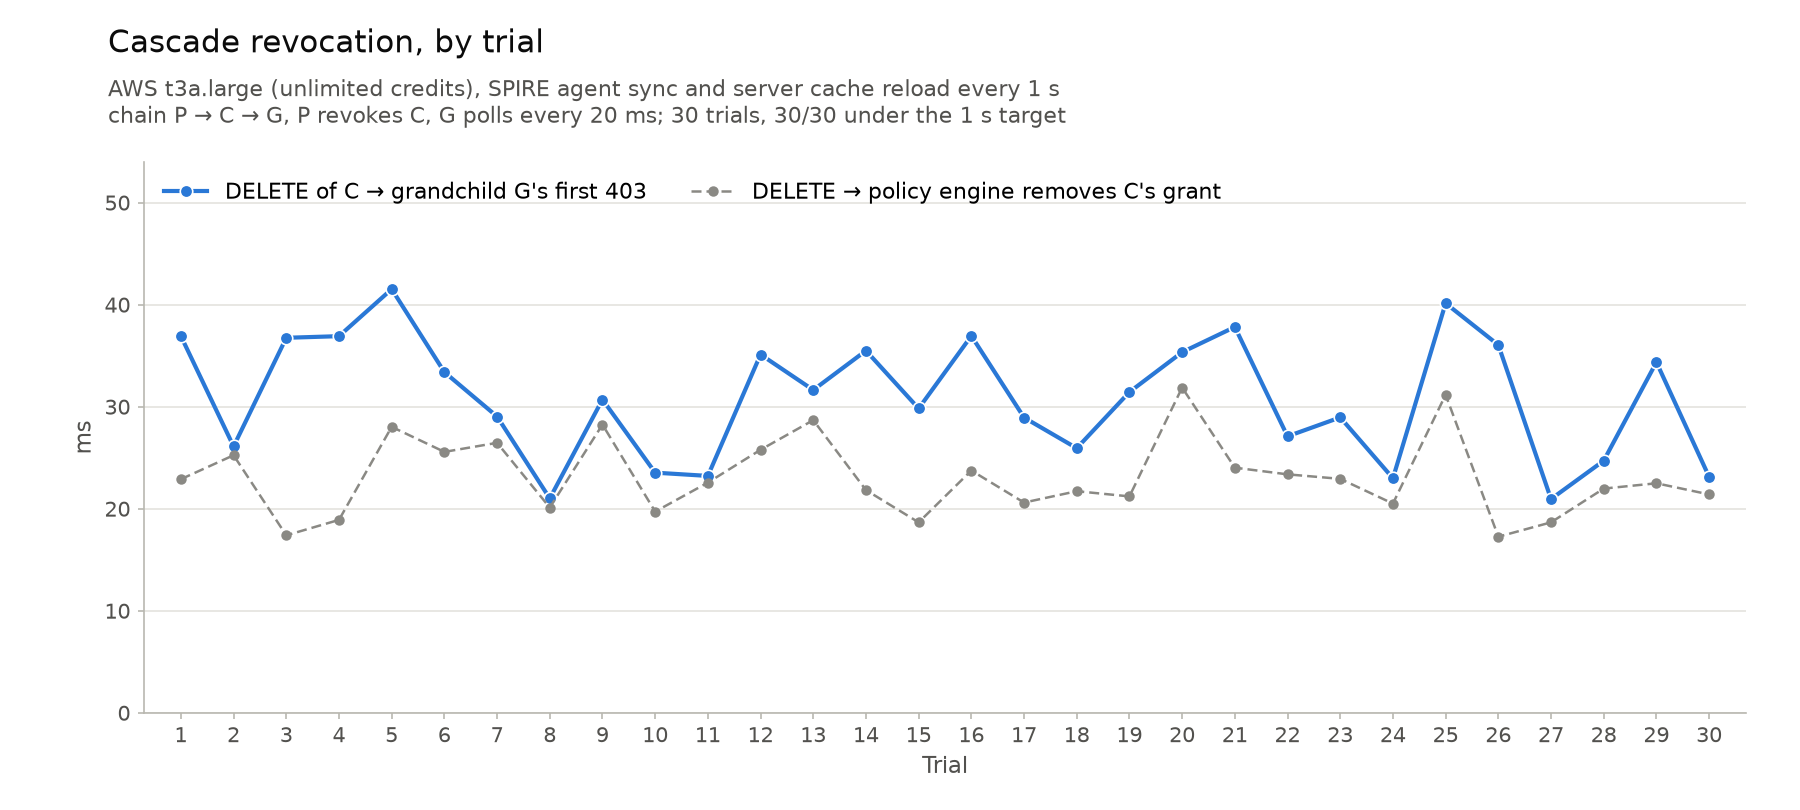 Cascade revocation, by trial
AWS t3a.large (unlimited credits), SPIRE agent sync and server cache reload every 1 s
chain P → C → G, P revokes C, G polls every 20 ms; 30 trials, 30/30 under the 1 s target
DELETE of C → grandchild G's first 403 DELETE → policy engine removes C's grant
50
40
30
20
10
0
ms
1 2 3 4 5 6 7 8 9 10 11 12 13 14 15 16 17 18 19 20 21 22 23 24 25 26 27 28 29 30
Trial